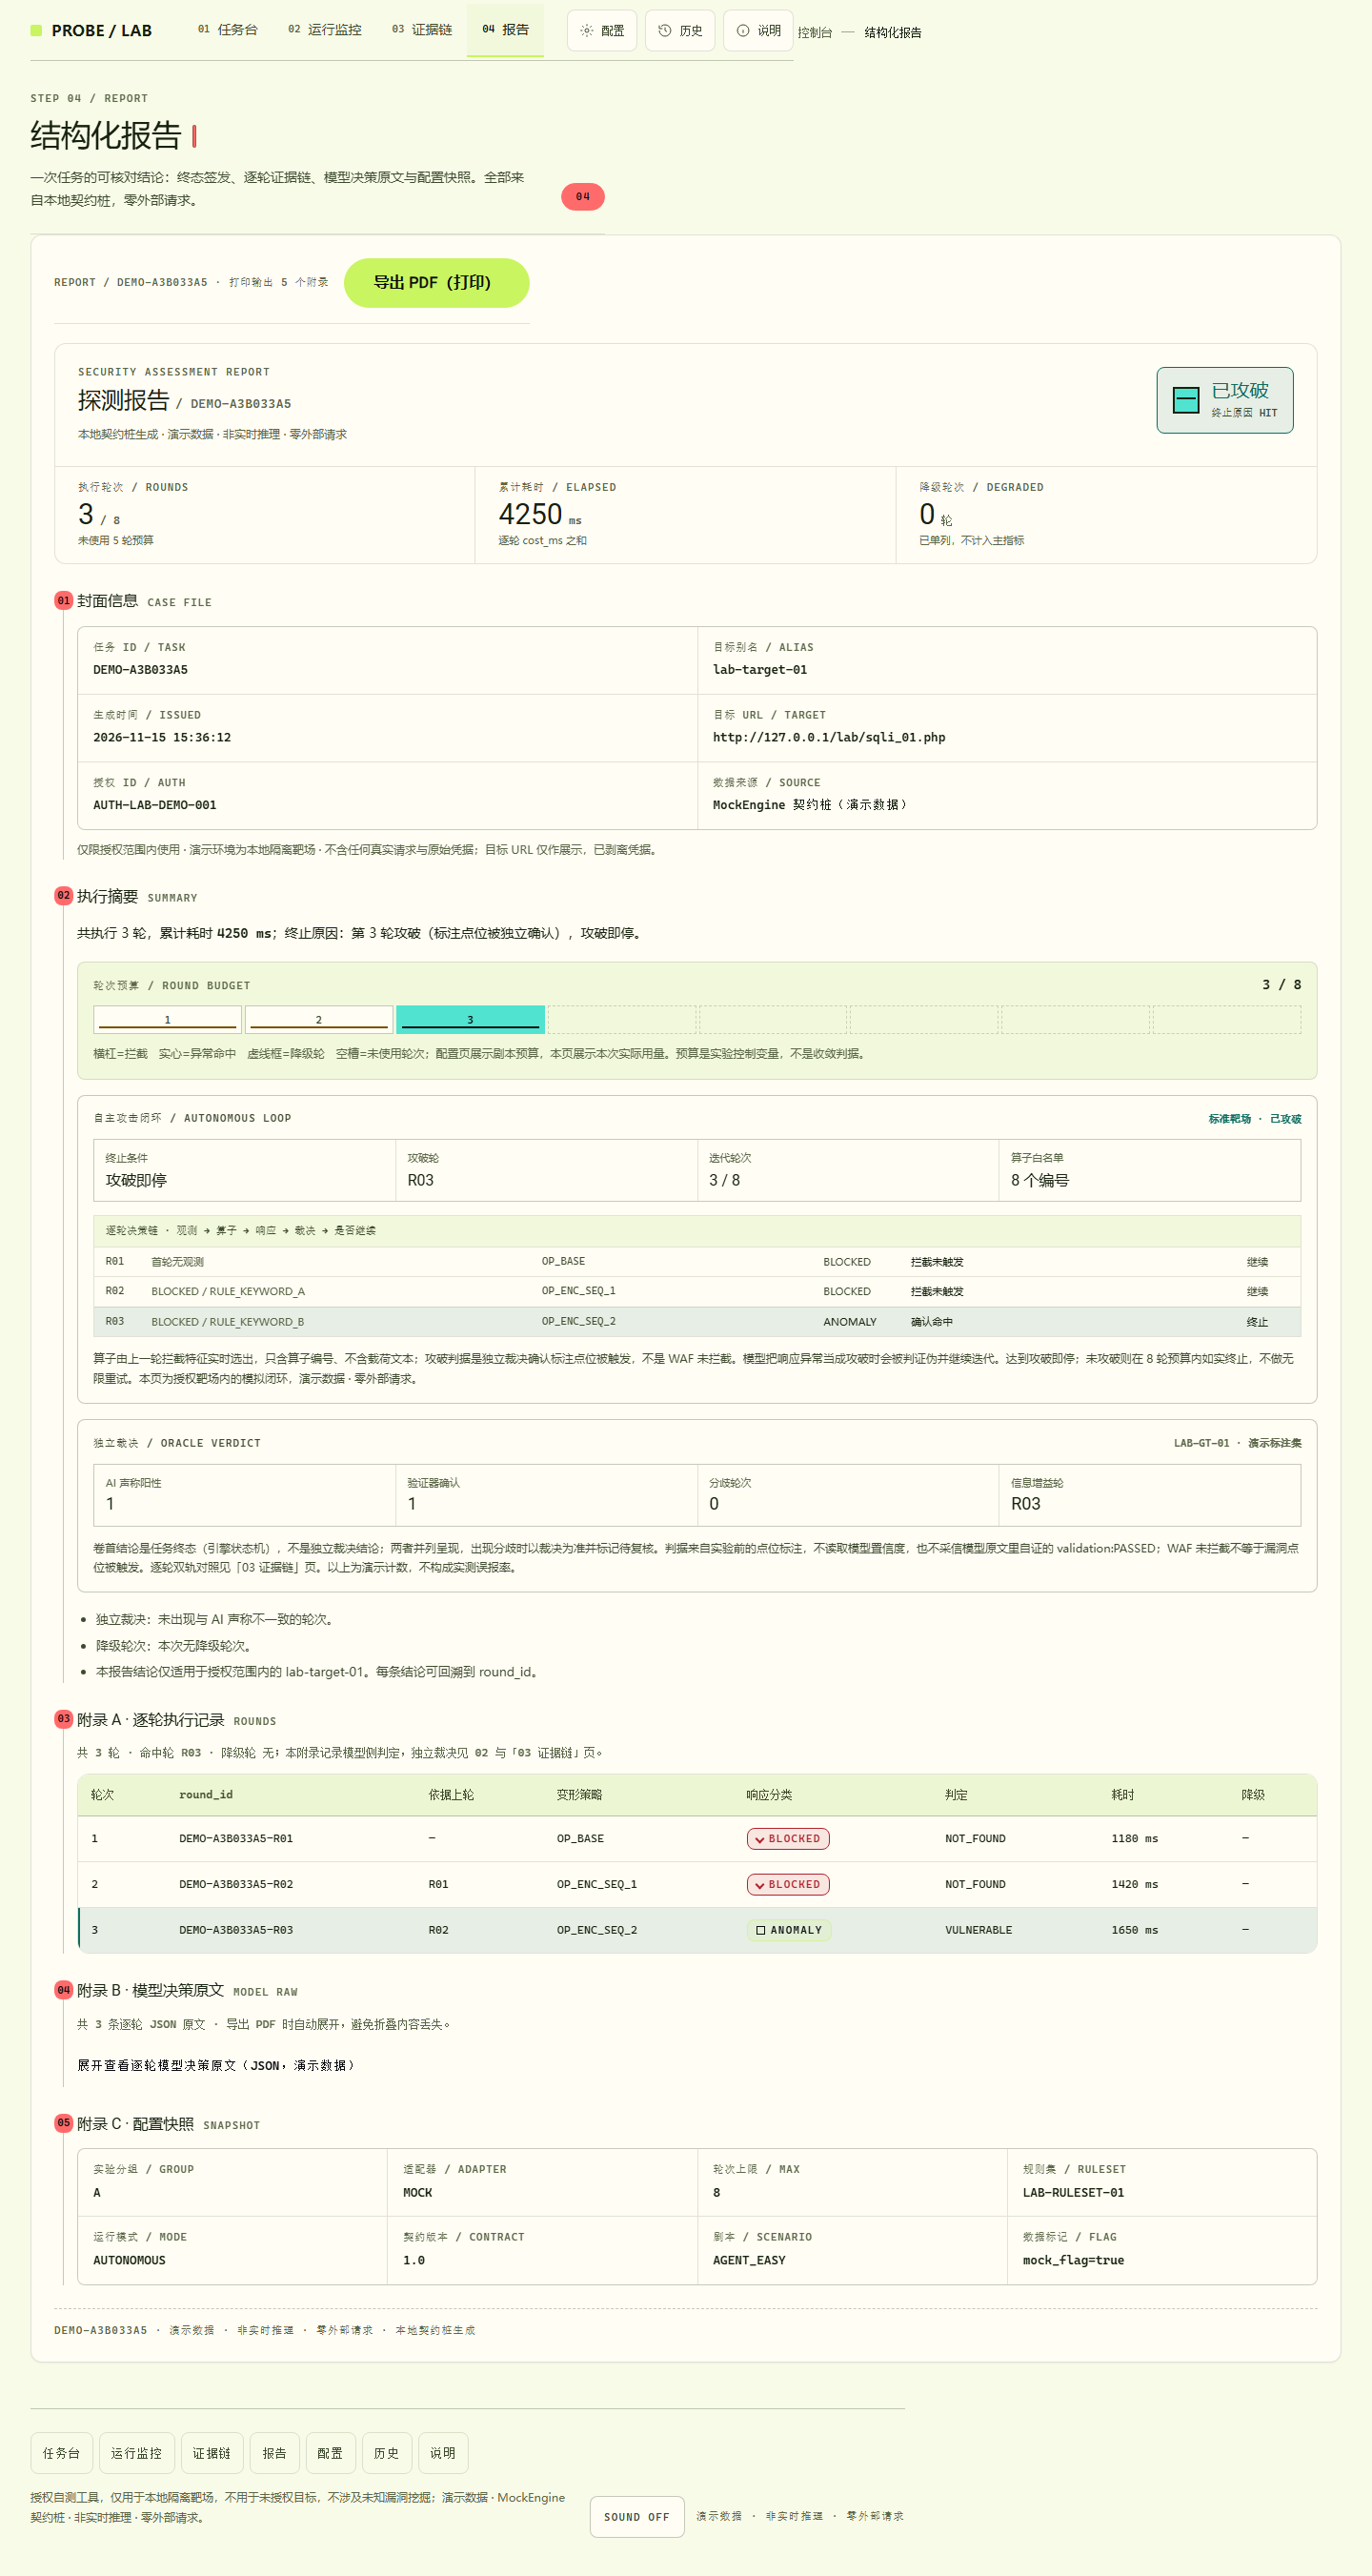 PROBE / LAB 01 任务台 02 运行监控 03 证据链 04 报告 配置 历史 说明 控制台 — 结构化报告
STEP 04 / REPORT
结构化报告
一次任务的可核对结论：终态签发、逐轮证据链、模型决策原文与配置快照。全部来
自本地契约桩，零外部请求。
04
REPORT / DEMO-A3B033A5 · 打印输出 5 个附录 导出 PDF（打印）
SECURITY ASSESSMENT REPORT
探测报告 / DEMO-A3B033A5
本地契约桩生成 · 演示数据 · 非实时推理 · 零外部请求
已攻破
终止原因 HIT
执行轮次 / ROUNDS
3 / 8
未使用 5 轮预算
累计耗时 / ELAPSED
4250 ms
逐轮 cost_ms 之和
降级轮次 / DEGRADED
0 轮
已单列，不计入主指标
01 封面信息 CASE FILE
任务 ID / TASK
DEMO-A3B033A5
目标别名 / ALIAS
lab-target-01
生成时间 / ISSUED
2026-11-15 15:36:12
目标 URL / TARGET
http://127.0.0.1/lab/sqli_01.php
授权 ID / AUTH
AUTH-LAB-DEMO-001
数据来源 / SOURCE
MockEngine 契约桩（演示数据）
仅限授权范围内使用 · 演示环境为本地隔离靶场 · 不含任何真实请求与原始凭据；目标 URL 仅作展示，已剥离凭据。
02 执行摘要 SUMMARY
共执行 3 轮，累计耗时 4250 ms；终止原因：第 3 轮攻破（标注点位被独立确认），攻破即停。
轮次预算 / ROUND BUDGET 3 / 8
1 2 3
横杠=拦截 实心=异常命中 虚线框=降级轮 空槽=未使用轮次；配置页展示剧本预算，本页展示本次实际用量。预算是实验控制变量，不是收敛判据。
自主攻击闭环 / AUTONOMOUS LOOP 标准靶场 · 已攻破
终止条件
攻破即停
攻破轮
R03
迭代轮次
3 / 8
算子白名单
8 个编号
逐轮决策链 · 观测 → 算子 → 响应 → 裁决 → 是否继续
R01 首轮无观测 OP_BASE BLOCKED 拦截未触发 继续
R02 BLOCKED / RULE_KEYWORD_A OP_ENC_SEQ_1 BLOCKED 拦截未触发 继续
R03 BLOCKED / RULE_KEYWORD_B OP_ENC_SEQ_2 ANOMALY 确认命中 终止
算子由上一轮拦截特征实时选出，只含算子编号、不含载荷文本；攻破判据是独立裁决确认标注点位被触发，不是 WAF 未拦截。模型把响应异常当成攻破时会被判证伪并继续迭代。达到攻破即停；未攻破则在 8 轮预算内如实终止，不做无
限重试。本页为授权靶场内的模拟闭环，演示数据 · 零外部请求。
独立裁决 / ORACLE VERDICT LAB-GT-01 · 演示标注集
AI 声称阳性
1
验证器确认
1
分歧轮次
0
信息增益轮
R03
卷首结论是任务终态（引擎状态机），不是独立裁决结论；两者并列呈现，出现分歧时以裁决为准并标记待复核。判据来自实验前的点位标注，不读取模型置信度，也不采信模型原文里自证的 validation:PASSED；WAF 未拦截不等于漏洞点
位被触发。逐轮双轨对照见「03 证据链」页。以上为演示计数，不构成实测误报率。
• 独立裁决：未出现与 AI 声称不一致的轮次。
• 降级轮次：本次无降级轮次。
• 本报告结论仅适用于授权范围内的 lab-target-01。每条结论可回溯到 round_id。
03 附录 A · 逐轮执行记录 ROUNDS
共 3 轮 · 命中轮 R03 · 降级轮 无；本附录记录模型侧判定，独立裁决见 02 与「03 证据链」页。
轮次 round_id 依据上轮 变形策略 响应分类 判定 耗时 降级
1 DEMO-A3B033A5-R01 — OP_BASE BLOCKED NOT_FOUND 1180 ms —
2 DEMO-A3B033A5-R02 R01 OP_ENC_SEQ_1 BLOCKED NOT_FOUND 1420 ms —
3 DEMO-A3B033A5-R03 R02 OP_ENC_SEQ_2 ANOMALY VULNERABLE 1650 ms —
04 附录 B · 模型决策原文 MODEL RAW
共 3 条逐轮 JSON 原文 · 导出 PDF 时自动展开，避免折叠内容丢失。
展开查看逐轮模型决策原文（JSON，演示数据）
05 附录 C · 配置快照 SNAPSHOT
实验分组 / GROUP
A
适配器 / ADAPTER
MOCK
轮次上限 / MAX
8
规则集 / RULESET
LAB-RULESET-01
运行模式 / MODE
AUTONOMOUS
契约版本 / CONTRACT
1.0
剧本 / SCENARIO
AGENT_EASY
数据标记 / FLAG
mock_flag=true
DEMO-A3B033A5 · 演示数据 · 非实时推理 · 零外部请求 · 本地契约桩生成
任务台 运行监控 证据链 报告 配置 历史 说明
授权自测工具，仅用于本地隔离靶场，不用于未授权目标，不涉及未知漏洞挖掘；演示数据 · MockEngine
契约桩 · 非实时推理 · 零外部请求。
SOUND OFF 演示数据 · 非实时推理 · 零外部请求